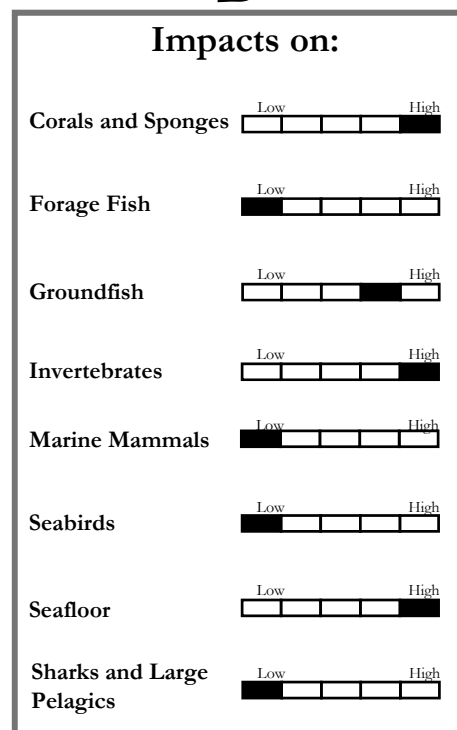 Impacts on:
Low High
Corals and Sponges
Low High
Forage Fish
Low High
Groundfish
Low High
Invertebrates
Low High
Marine Mammals
Low High
Seabirds
Low High
Seafloor
Low High
Sharks and Large
Pelagics